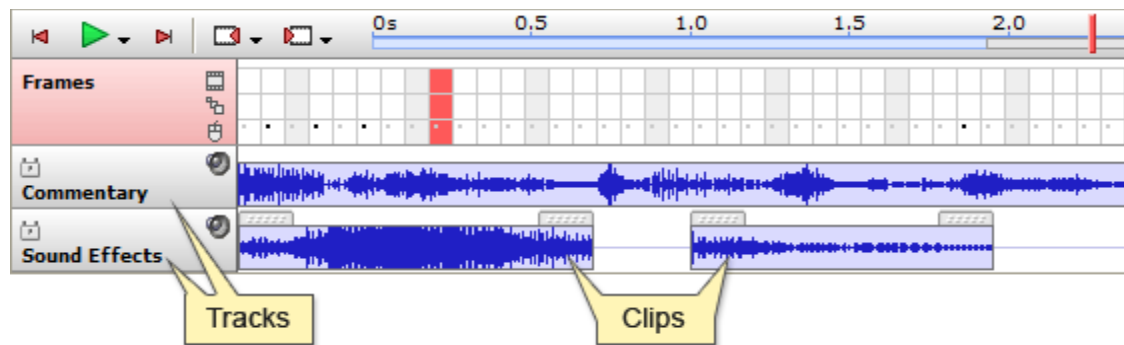 0s 0.5 1.0 1.5 2.0
Frames
Commentary
Sound Effects
Tracks Clips